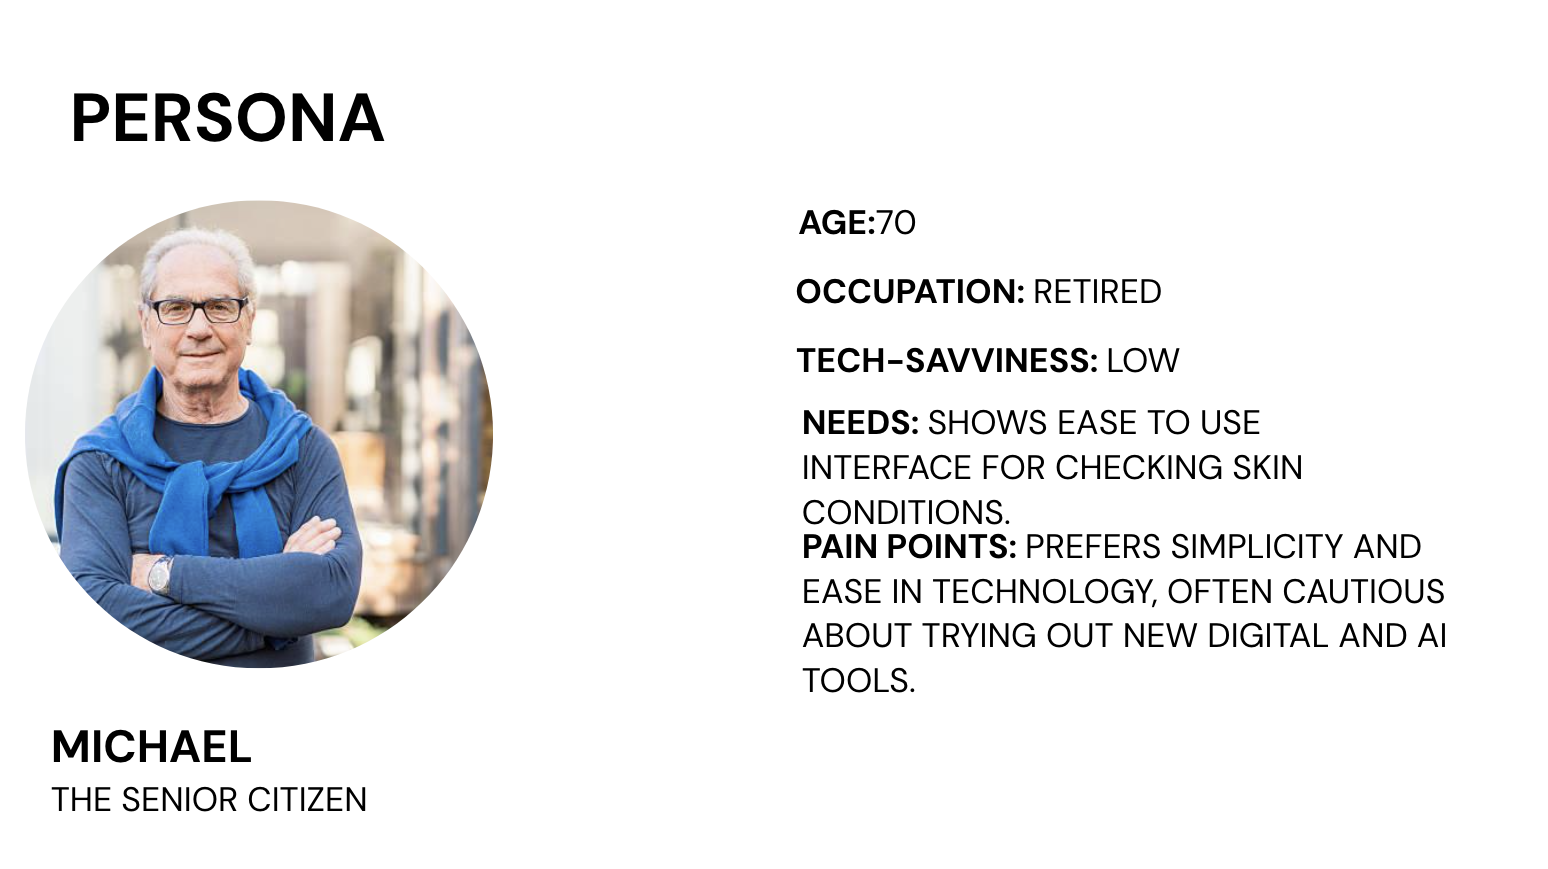 PERSONA
AGE:70
OCCUPATION: RETIRED
TECH-SAVVINESS: LOW
NEEDS: SHOWS EASE TO USE
INTERFACE FOR CHECKING SKIN
CONDITIONS.
PAIN POINTS: PREFERS SIMPLICITY AND
EASE IN TECHNOLOGY, OFTEN CAUTIOUS
ABOUT TRYING OUT NEW DIGITAL AND AI
TOOLS.
MICHAEL
THE SENIOR CITIZEN